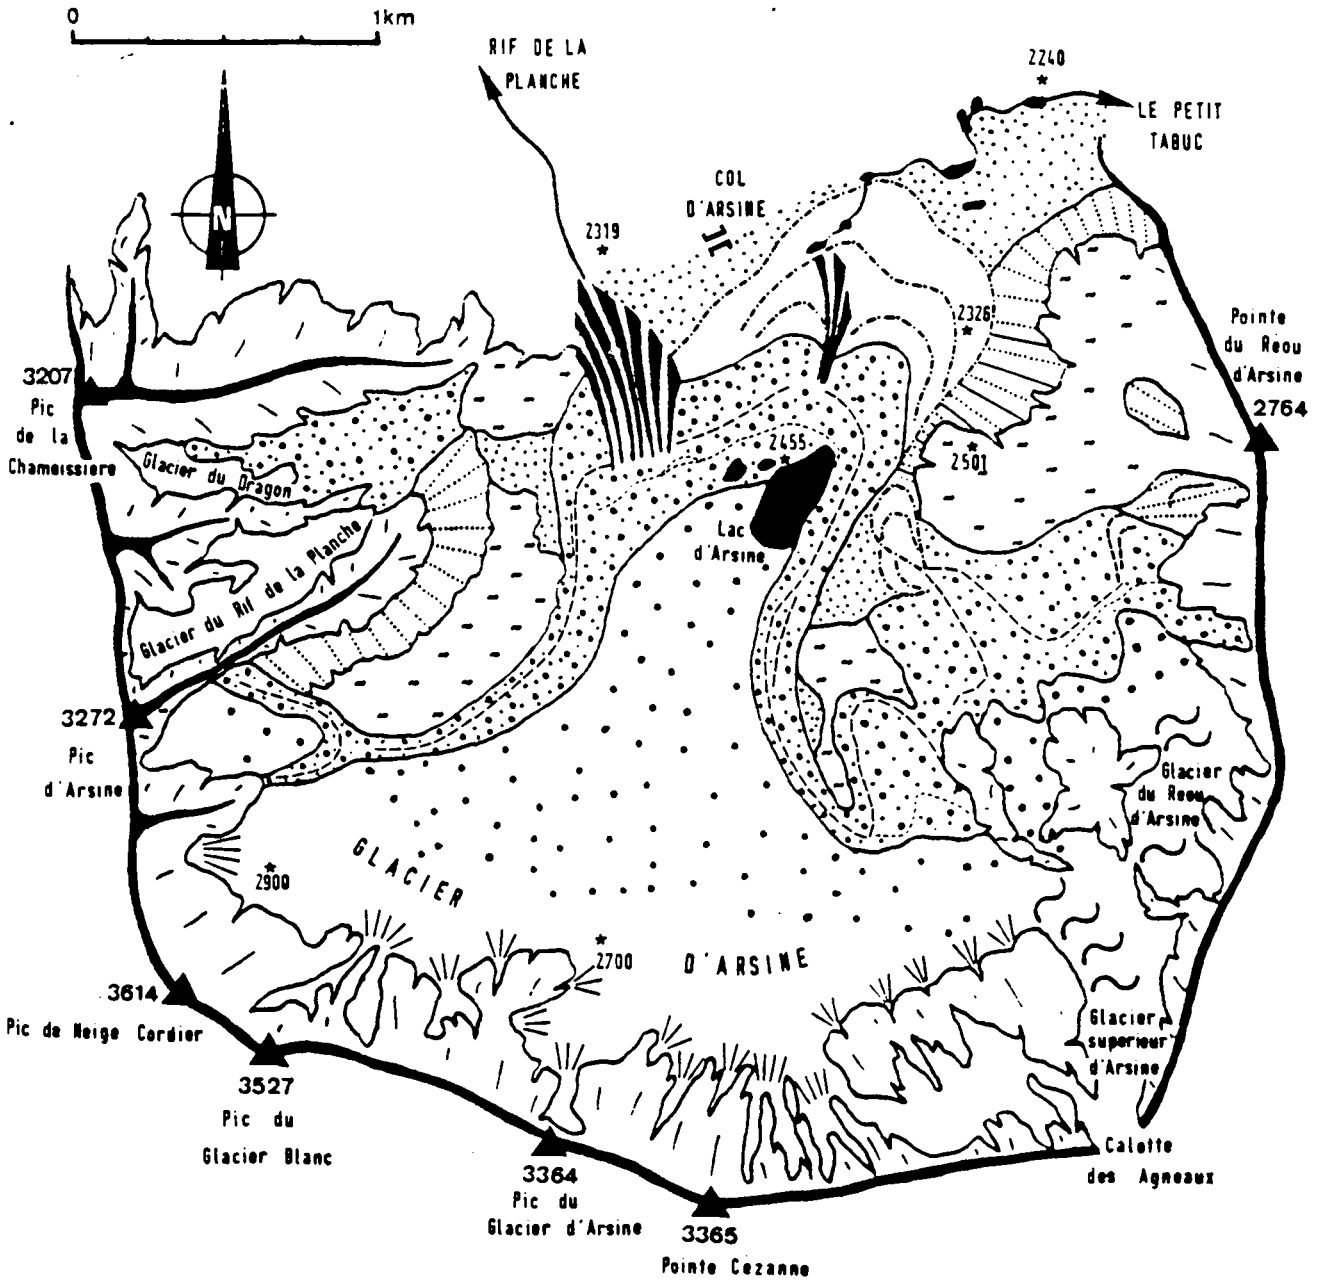 0 1km
RIF DE LA
PLANCHE
2240
LE PETIT
TABUC
COL
D'ARSINE
N
2319
2326
Pointe
du Reou
d'Arsine
2764
3207
Pic
de la
Chamoissière
Glacier
du Dragon
2455
2501
Lac
d'Arsine
Glacier du Rif de la Planche
3272
Pic
d'Arsine
Glacier
du Reou
d'Arsine
GLACIER
2900
2700
D'ARSINE
3614
Pic de Neige Cordier
Glacier
superieur
d'Arsine
3527
Pic du
Glacier Blanc
3364
Pic du
Glacier d'Arsine
Calotte
des Agneaux
3365
Pointe Cezanne